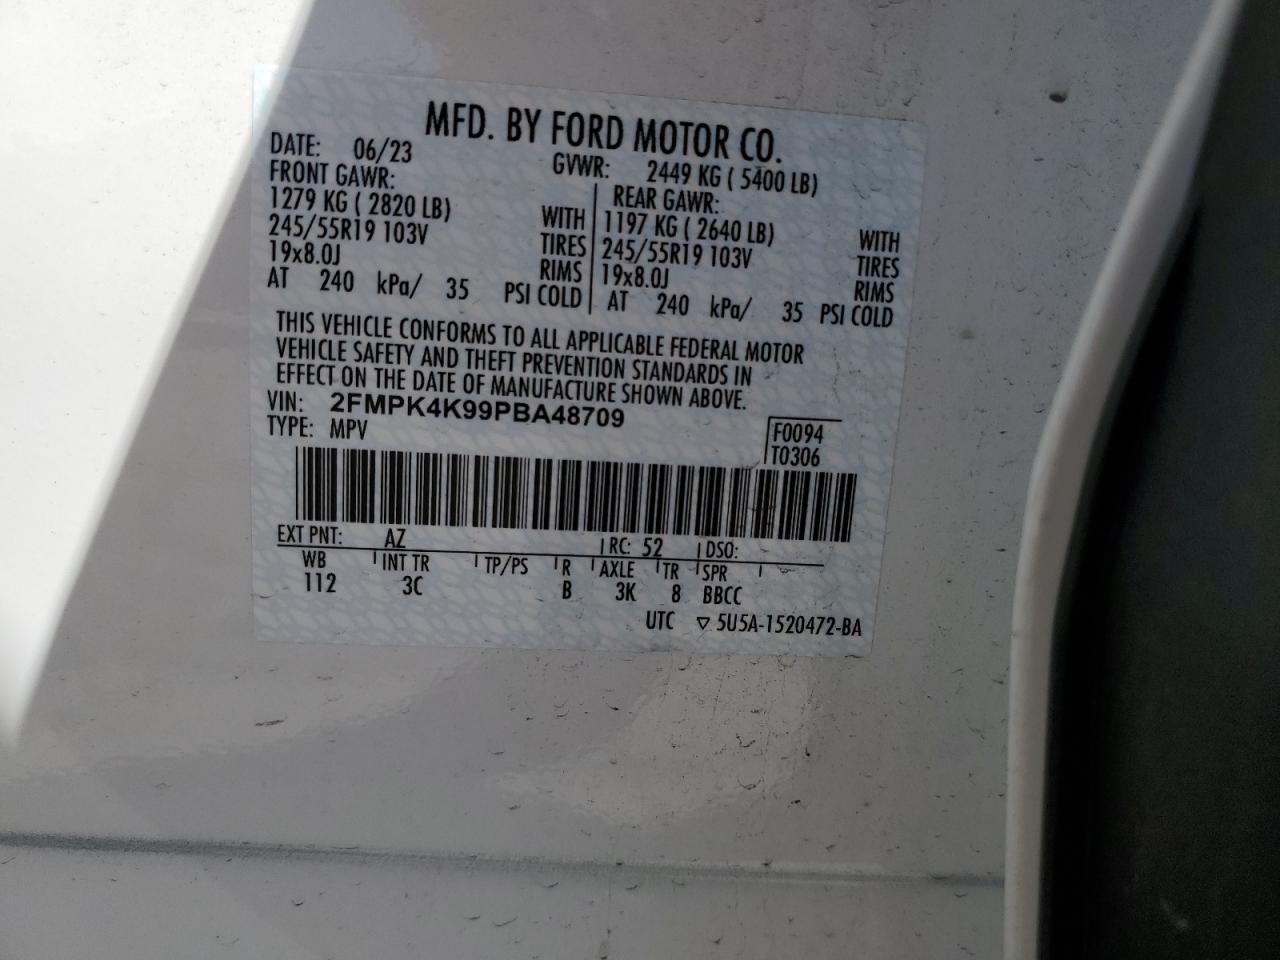 MFD. BY FORD MOTOR CO.
DATE: 06/23 GVWR: 2449 KG ( 5400 LB)
FRONT GAWR: REAR GAWR:
1279 KG ( 2820 LB) WITH 1197 KG ( 2640 LB) WITH
245/55R19 103V TIRES 245/55R19 103V TIRES
19x8.0J RIMS 19x8.0J RIMS
AT 240 kPa/ 35 PSI COLD AT 240 kPa/ 35 PSI COLD
THIS VEHICLE CONFORMS TO ALL APPLICABLE FEDERAL MOTOR
VEHICLE SAFETY AND THEFT PREVENTION STANDARDS IN
EFFECT ON THE DATE OF MANUFACTURE SHOWN ABOVE.
VIN: 2FMPK4K99PBA48709
TYPE: MPV F0094
T0306
EXT PNT: AZ RC: 52 DSO:
WB INT TR TP/PS R AXLE TR SPR
112 3C B 3K 8 BBCC
UTC ▽ 5U5A-1520472-BA